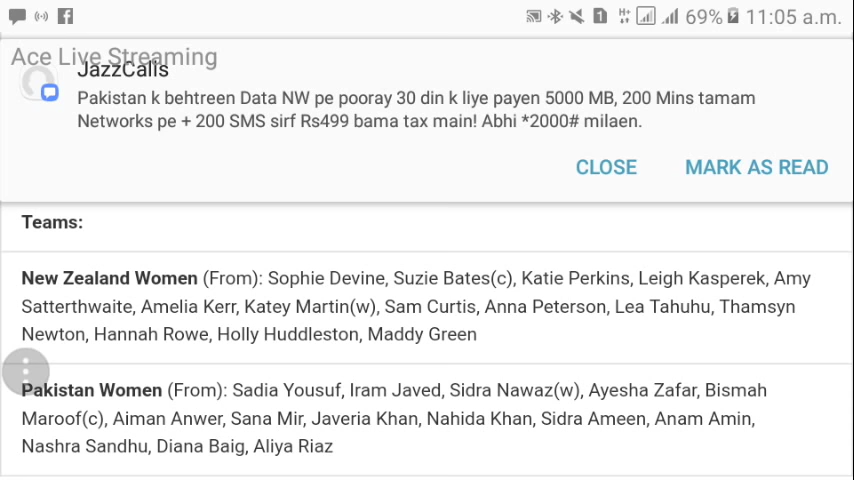 69% 11:05 a.m.
Ace Live Streaming
JazzCalls
Pakistan k behtreen Data NW pe pooray 30 din k liye payen 5000 MB, 200 Mins tamam
Networks pe + 200 SMS sirf Rs499 bama tax main! Abhi *2000# milaen.
CLOSE MARK AS READ
Teams:
New Zealand Women (From): Sophie Devine, Suzie Bates(c), Katie Perkins, Leigh Kasperek, Amy
Satterthwaite, Amelia Kerr, Katey Martin(w), Sam Curtis, Anna Peterson, Lea Tahuhu, Thamsyn
Newton, Hannah Rowe, Holly Huddleston, Maddy Green
Pakistan Women (From): Sadia Yousuf, Iram Javed, Sidra Nawaz(w), Ayesha Zafar, Bismah
Maroof(c), Aiman Anwer, Sana Mir, Javeria Khan, Nahida Khan, Sidra Ameen, Anam Amin,
Nashra Sandhu, Diana Baig, Aliya Riaz